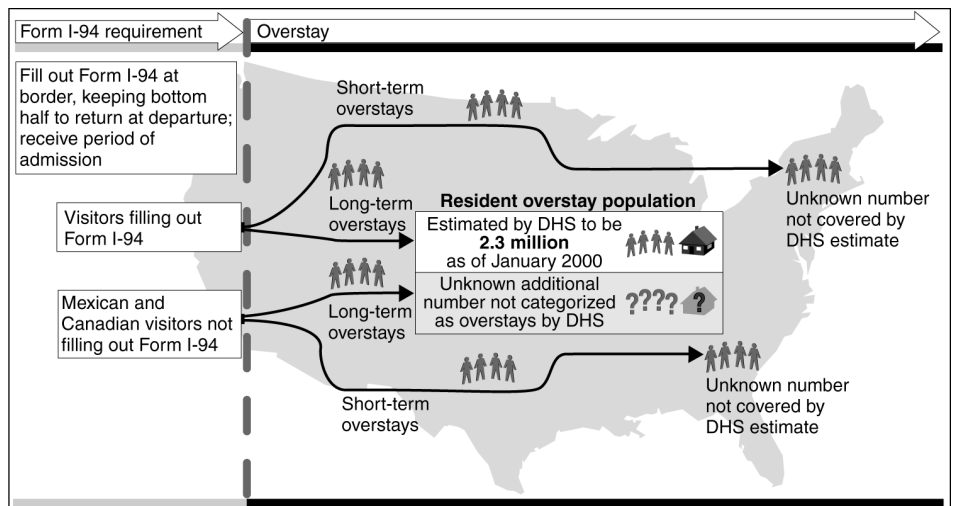 Form I-94 requirement
Overstay
Fill out Form I-94 at
border, keeping bottom
half to return at departure;
receive period of
admission
Short-term
overstays
Unknown number
not covered by
DHS estimate
Visitors filling out
Form I-94
Long-term
overstays
Resident overstay population
Estimated by DHS to be
2.3 million
as of January 2000
Unknown additional
number not categorized
as overstays by DHS
????
?
Mexican and
Canadian visitors not
filling out Form I-94
Long-term
overstays
Short-term
overstays
Unknown number
not covered by
DHS estimate